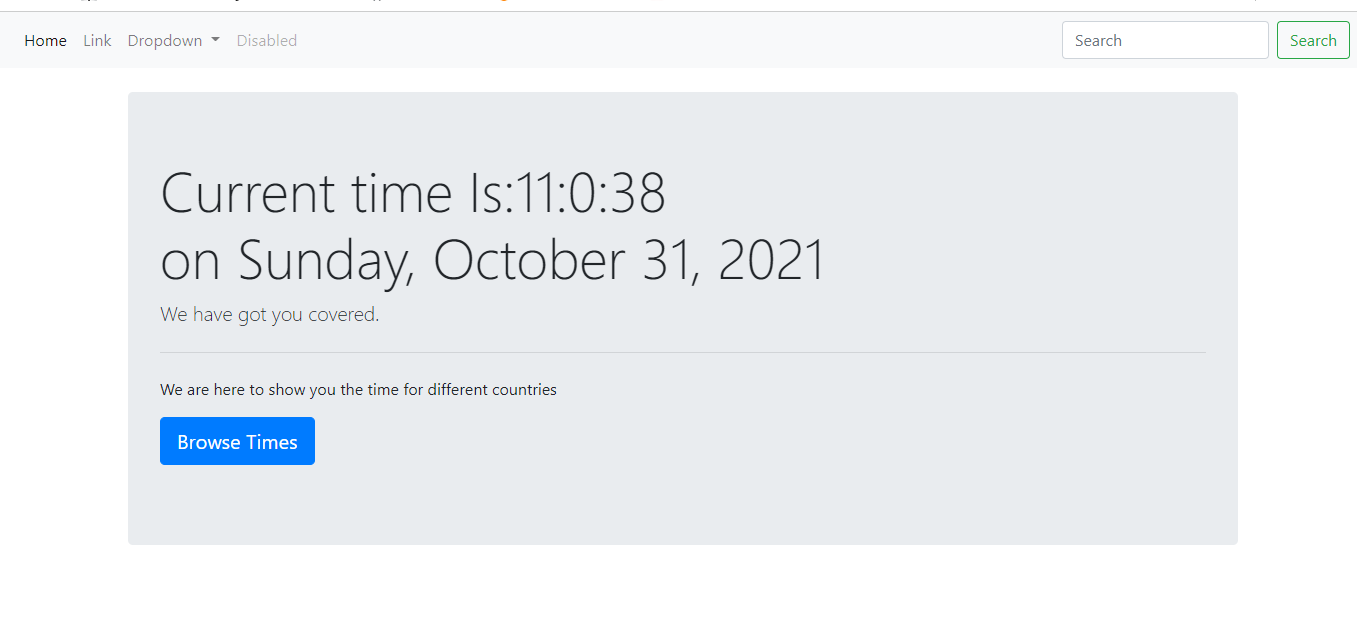 Home Link Dropdown Disabled Search Search
Current time Is:11:0:38
on Sunday, October 31, 2021
We have got you covered.
We are here to show you the time for different countries
Browse Times